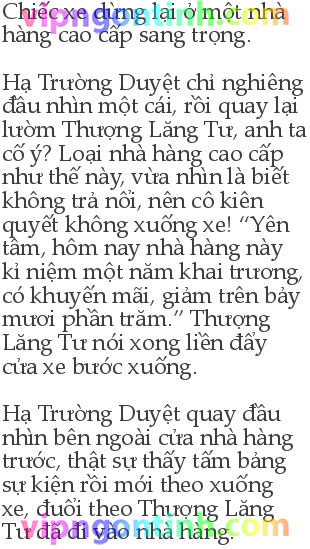 Chiếc xe dừng lại ở một nhà
hàng cao cấp sang trọng.
Hạ Trường Duyệt chỉ nghiêng
đầu nhìn một cái, rồi quay lại
lườm Thượng Lăng Tư, anh ta
cố ý? Loại nhà hàng cao cấp
như thế này, vừa nhìn là biết
không trả nổi, nên cô kiên
quyết không xuống xe! “Yên
tâm, hôm nay nhà hàng này
kỉ niệm một năm khai trương,
có khuyến mãi, giảm trên bảy
mươi phần trăm.” Thượng
Lăng Tư nói xong liền đẩy
cửa xe bước xuống.
Hạ Trường Duyệt quay đầu
nhìn bên ngoài cửa nhà hàng
trước, thật sự thấy tấm bảng
sự kiện rồi mới theo xuống
xe, đuổi theo Thượng Lăng
Tư đã đi vào nhà hàng.
vipngontinh.com
vipngontinh.com